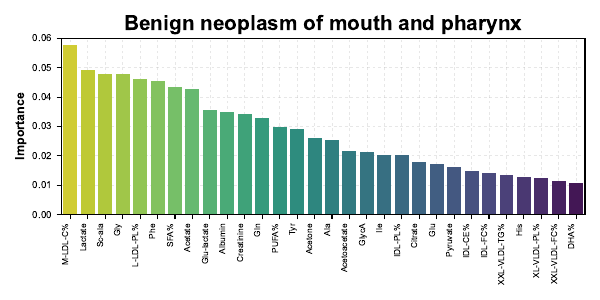 Benign neoplasm of mouth and pharynx
Importance
0.06
0.05
0.04
0.03
0.02
0.01
0.00
M-LDL-C%
Lactate
Sc-ala
Gly
L-LDL-PL%
Phe
SFA%
Acetate
Glu-lactate
Albumin
Creatinine
Gln
PUFA%
Tyr
Acetone
Ala
Acetoacetate
GlycA
Ile
IDL-PL%
Citrate
Glu
Pyruvate
IDL-CE%
IDL-FC%
XXL-VLDL-TG%
His
XL-VLDL-PL%
XXL-VLDL-FC%
DHA%